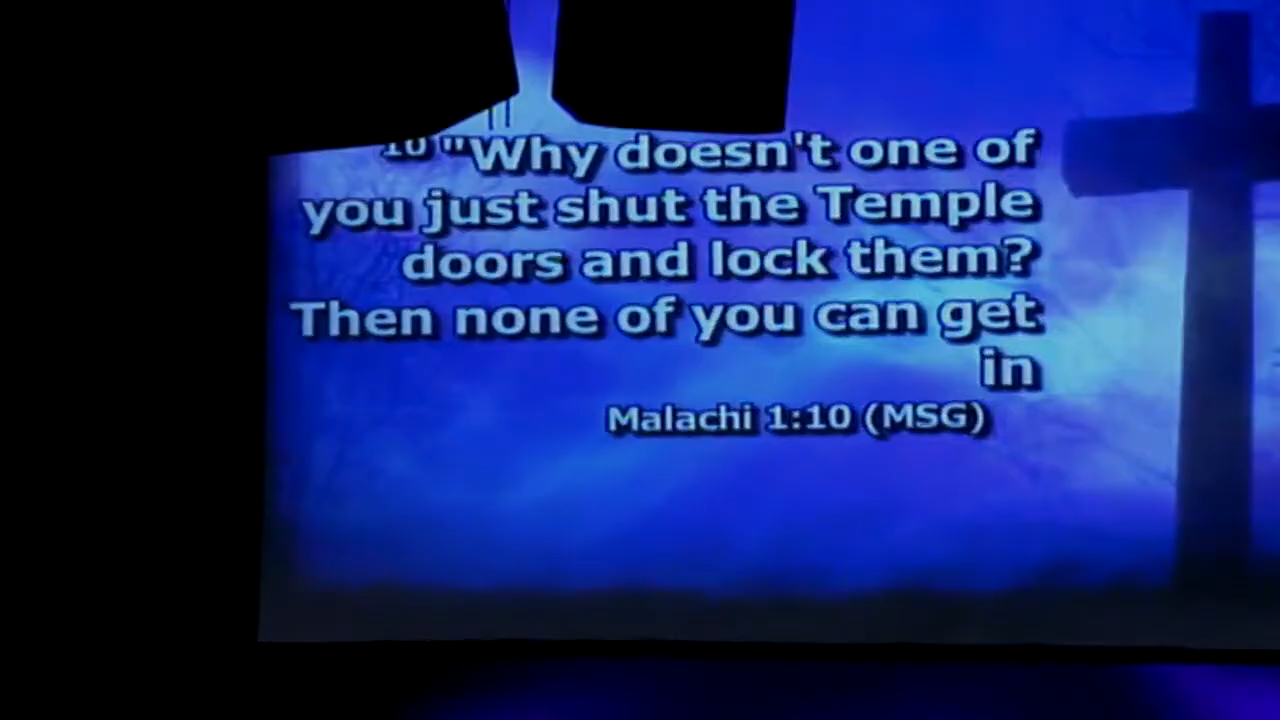 10 "Why doesn't one of
you just shut the Temple
doors and lock them?
Then none of you can get
in
Malachi 1:10 (MSG)